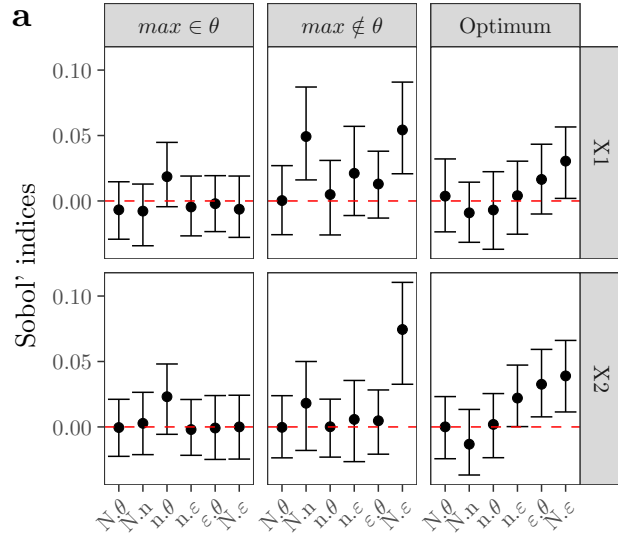 a
max ∈ θ
max ∉ θ
Optimum
Sobol' indices
0.10
0.05
0.00
X1
0.10
0.05
0.00
X2
N.θ
N.n
n.θ
n.ε
ε.θ
N.ε
N.θ
N.n
n.θ
n.ε
ε.θ
N.ε
N.θ
N.n
n.θ
n.ε
ε.θ
N.ε